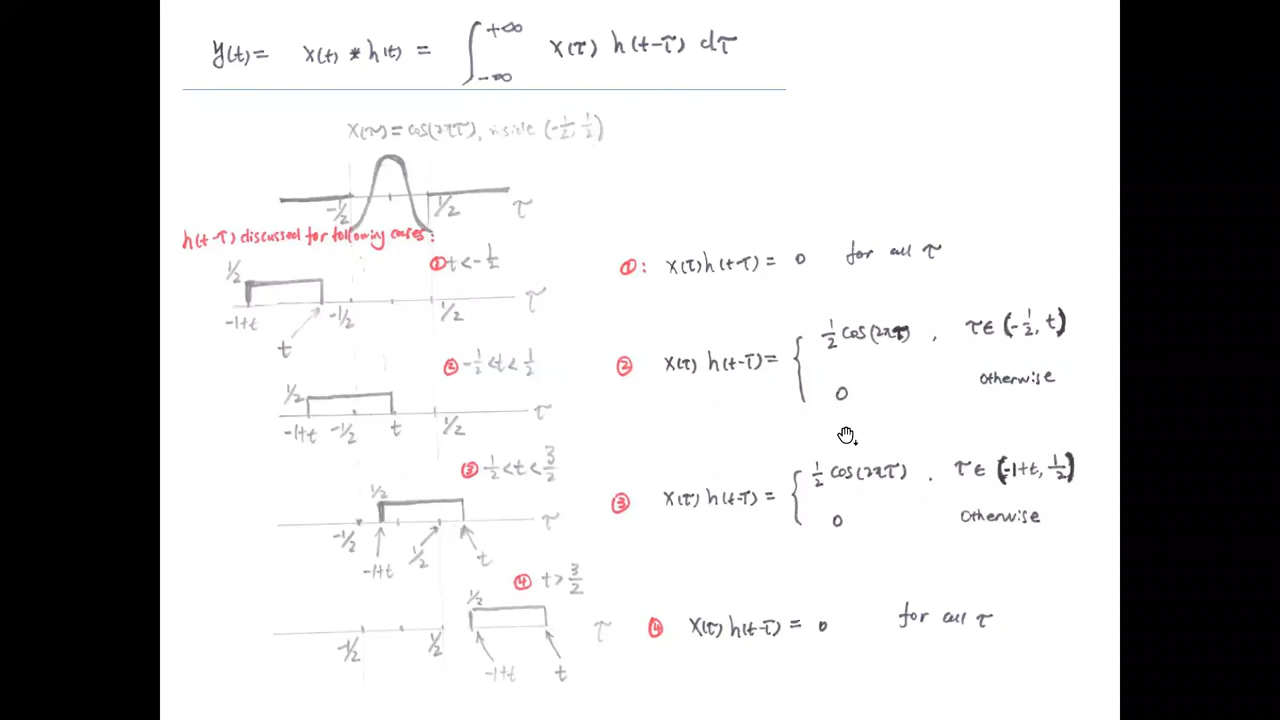 y(t) = x(t) * h(t) = ∫_{-∞}^{+∞} x(τ) h(t-τ) dτ
x(τ) = cos(2πτ), inside (-1/2, 1/2)
-1/2 1/2 τ
h(t-τ) discussed for following cases:
① t < -1/2
1/2
-1+t t -1/2 1/2 τ
①: x(τ) h(t-τ) = 0 for all τ
② -1/2 < t < 1/2
1/2
-1+t -1/2 t 1/2 τ
② x(τ) h(t-τ) = { 1/2 cos(2πτ), τ ∈ (-1/2, t)
0 otherwise
③ 1/2 < t < 3/2
1/2
-1/2 -1+t 1/2 t τ
③ x(τ) h(t-τ) = { 1/2 cos(2πτ), τ ∈ (-1+t, 1/2)
0 Otherwise
④ t > 3/2
1/2
-1/2 1/2 -1+t t τ
④ x(τ) h(t-τ) = 0 for all τ